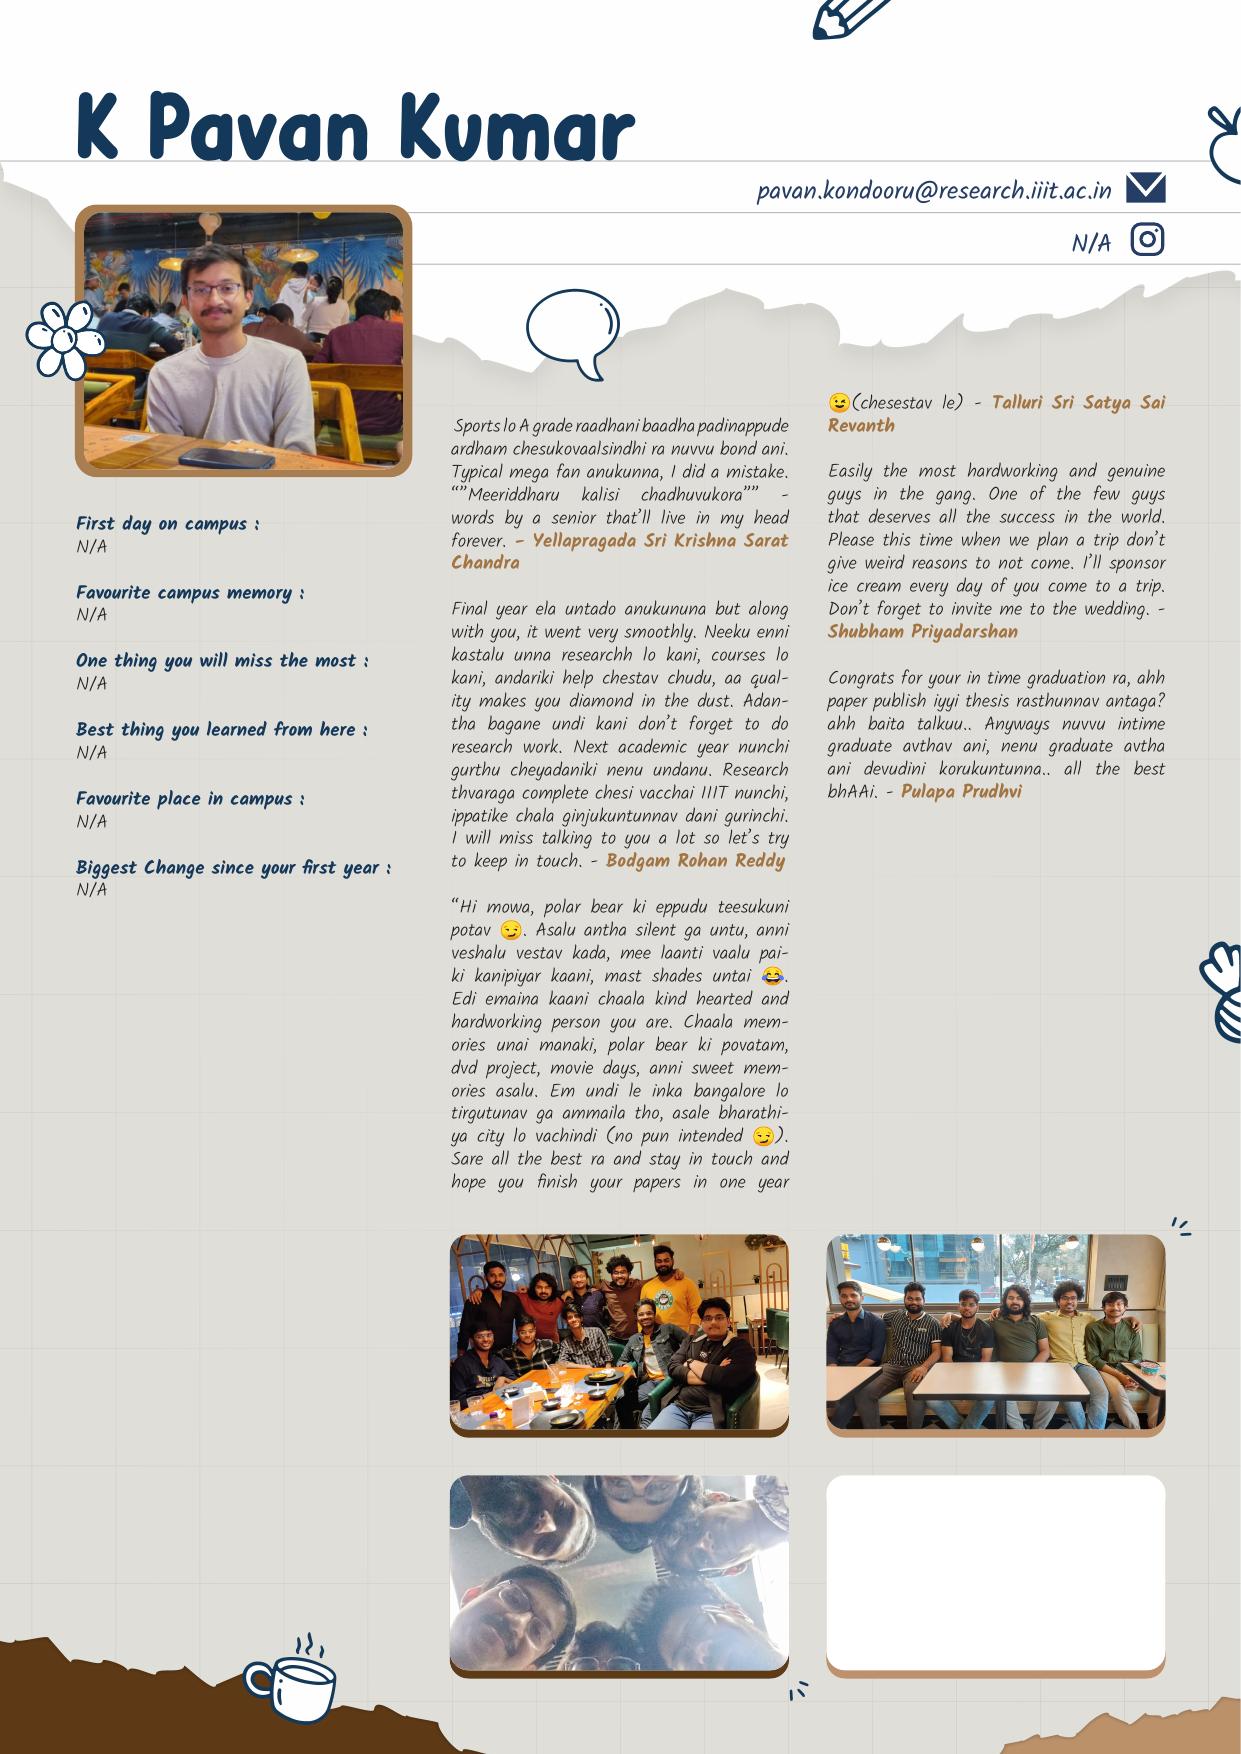 K Pavan Kumar
pavan.kondooru@research.iiit.ac.in
N/A
First day on campus :
N/A
Favourite campus memory :
N/A
One thing you will miss the most :
N/A
Best thing you learned from here :
N/A
Favourite place in campus :
N/A
Biggest Change since your first year :
N/A
Sports lo A grade raadhani baadha padinappude
ardham chesukovaalsindhi ra nuvvu bond ani.
Typical mega fan anukunna, I did a mistake.
“”Meeriddharu kalisi chadhuvukora”” -
words by a senior that’ll live in my head
forever. - Yellapragada Sri Krishna Sarat
Chandra
Final year ela untado anukununa but along
with you, it went very smoothly. Neeku enni
kastalu unna researchh lo kani, courses lo
kani, andariki help chestav chudu, aa qual-
ity makes you diamond in the dust. Adan-
tha bagane undi kani don’t forget to do
research work. Next academic year nunchi
gurthu cheyadaniki nenu undanu. Research
thvaraga complete chesi vacchai IIIT nunchi,
ippatike chala ginjukuntunnav dani gurinchi.
I will miss talking to you a lot so let’s try
to keep in touch. - Bodgam Rohan Reddy
“Hi mowa, polar bear ki eppudu teesukuni
potav 😏. Asalu antha silent ga untu, anni
veshalu vestav kada, mee laanti vaalu pai-
ki kanipiyar kaani, mast shades untai 😂.
Edi emaina kaani chaala kind hearted and
hardworking person you are. Chaala mem-
ories unai manaki, polar bear ki povatam,
dvd project, movie days, anni sweet mem-
ories asalu. Em undi le inka bangalore lo
tirgutunav ga ammaila tho, asale bharathi-
ya city lo vachindi (no pun intended 😏).
Sare all the best ra and stay in touch and
hope you finish your papers in one year
😉(chesestav le) - Talluri Sri Satya Sai
Revanth
Easily the most hardworking and genuine
guys in the gang. One of the few guys
that deserves all the success in the world.
Please this time when we plan a trip don’t
give weird reasons to not come. I’ll sponsor
ice cream every day of you come to a trip.
Don’t forget to invite me to the wedding. -
Shubham Priyadarshan
Congrats for your in time graduation ra, ahh
paper publish iyyi thesis rasthunnav antaga?
ahh baita talkuu.. Anyways nuvvu intime
graduate avthav ani, nenu graduate avtha
ani devudini korukuntunna.. all the best
bhAAi. - Pulapa Prudhvi